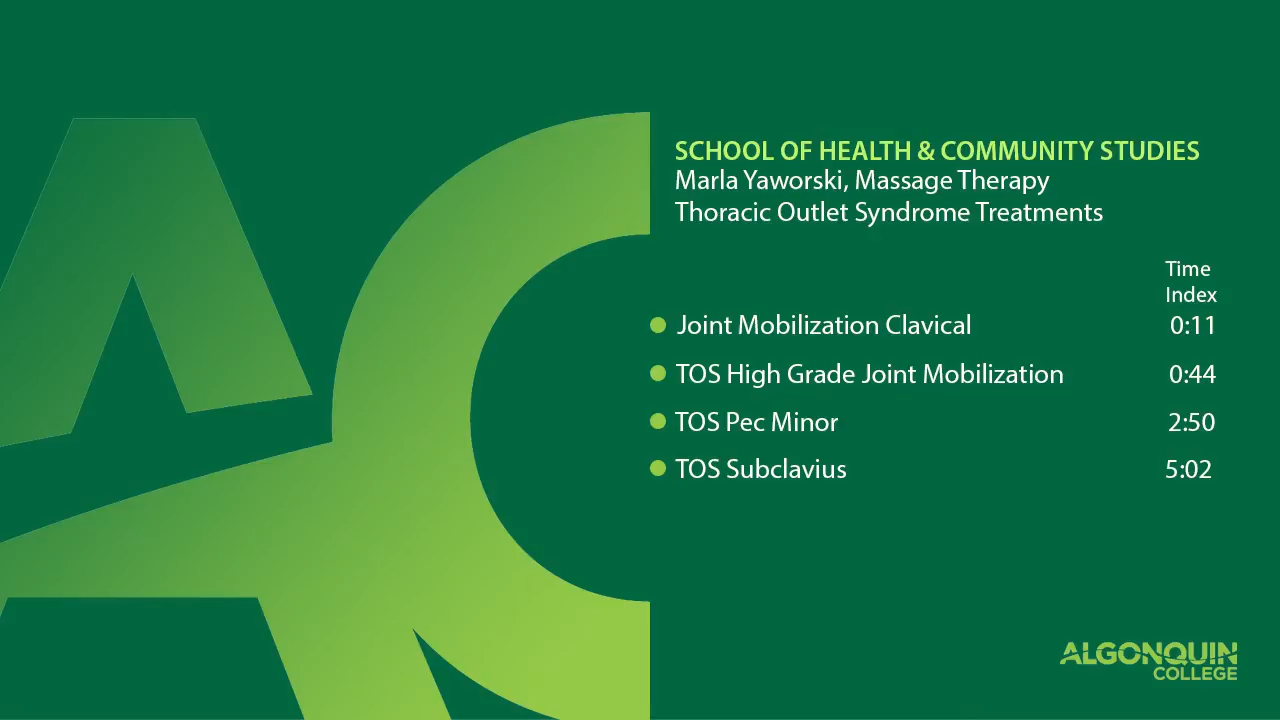 SCHOOL OF HEALTH & COMMUNITY STUDIES
Marla Yaworski, Massage Therapy
Thoracic Outlet Syndrome Treatments
Time
Index
Joint Mobilization Clavical 0:11
TOS High Grade Joint Mobilization 0:44
TOS Pec Minor 2:50
TOS Subclavius 5:02
ALGONQUIN
COLLEGE